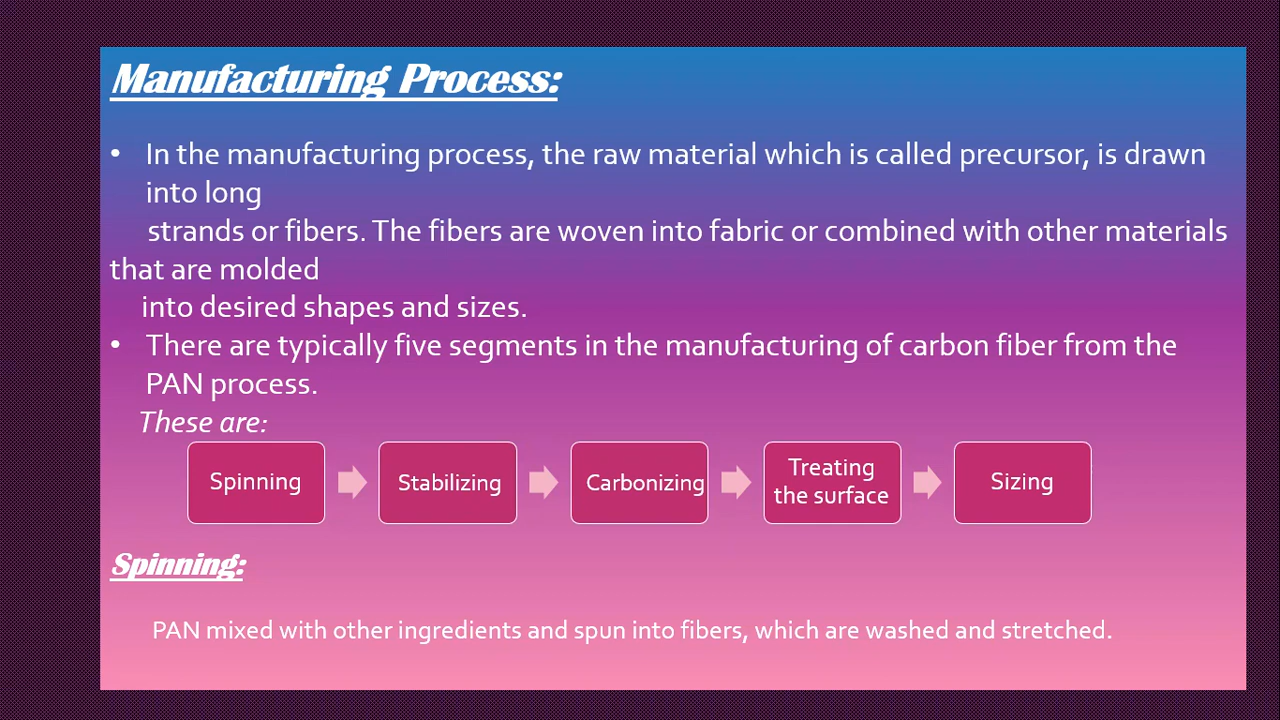 Manufacturing Process:
• In the manufacturing process, the raw material which is called precursor, is drawn
into long
strands or fibers. The fibers are woven into fabric or combined with other materials
that are molded
into desired shapes and sizes.
• There are typically five segments in the manufacturing of carbon fiber from the
PAN process.
These are:
Spinning
Stabilizing
Carbonizing
Treating
the surface
Sizing
Spinning:
PAN mixed with other ingredients and spun into fibers, which are washed and stretched.